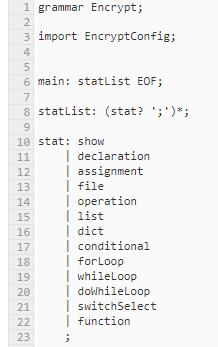 1 grammar Encrypt;
2
3 import EncryptConfig;
4
5
6 main: statList EOF;
7
8 statList: (stat? ';')*;
9
10 stat: show
11 | declaration
12 | assignment
13 | file
14 | operation
15 | list
16 | dict
17 | conditional
18 | forLoop
19 | whileLoop
20 | doWhileLoop
21 | switchSelect
22 | function
23 ;